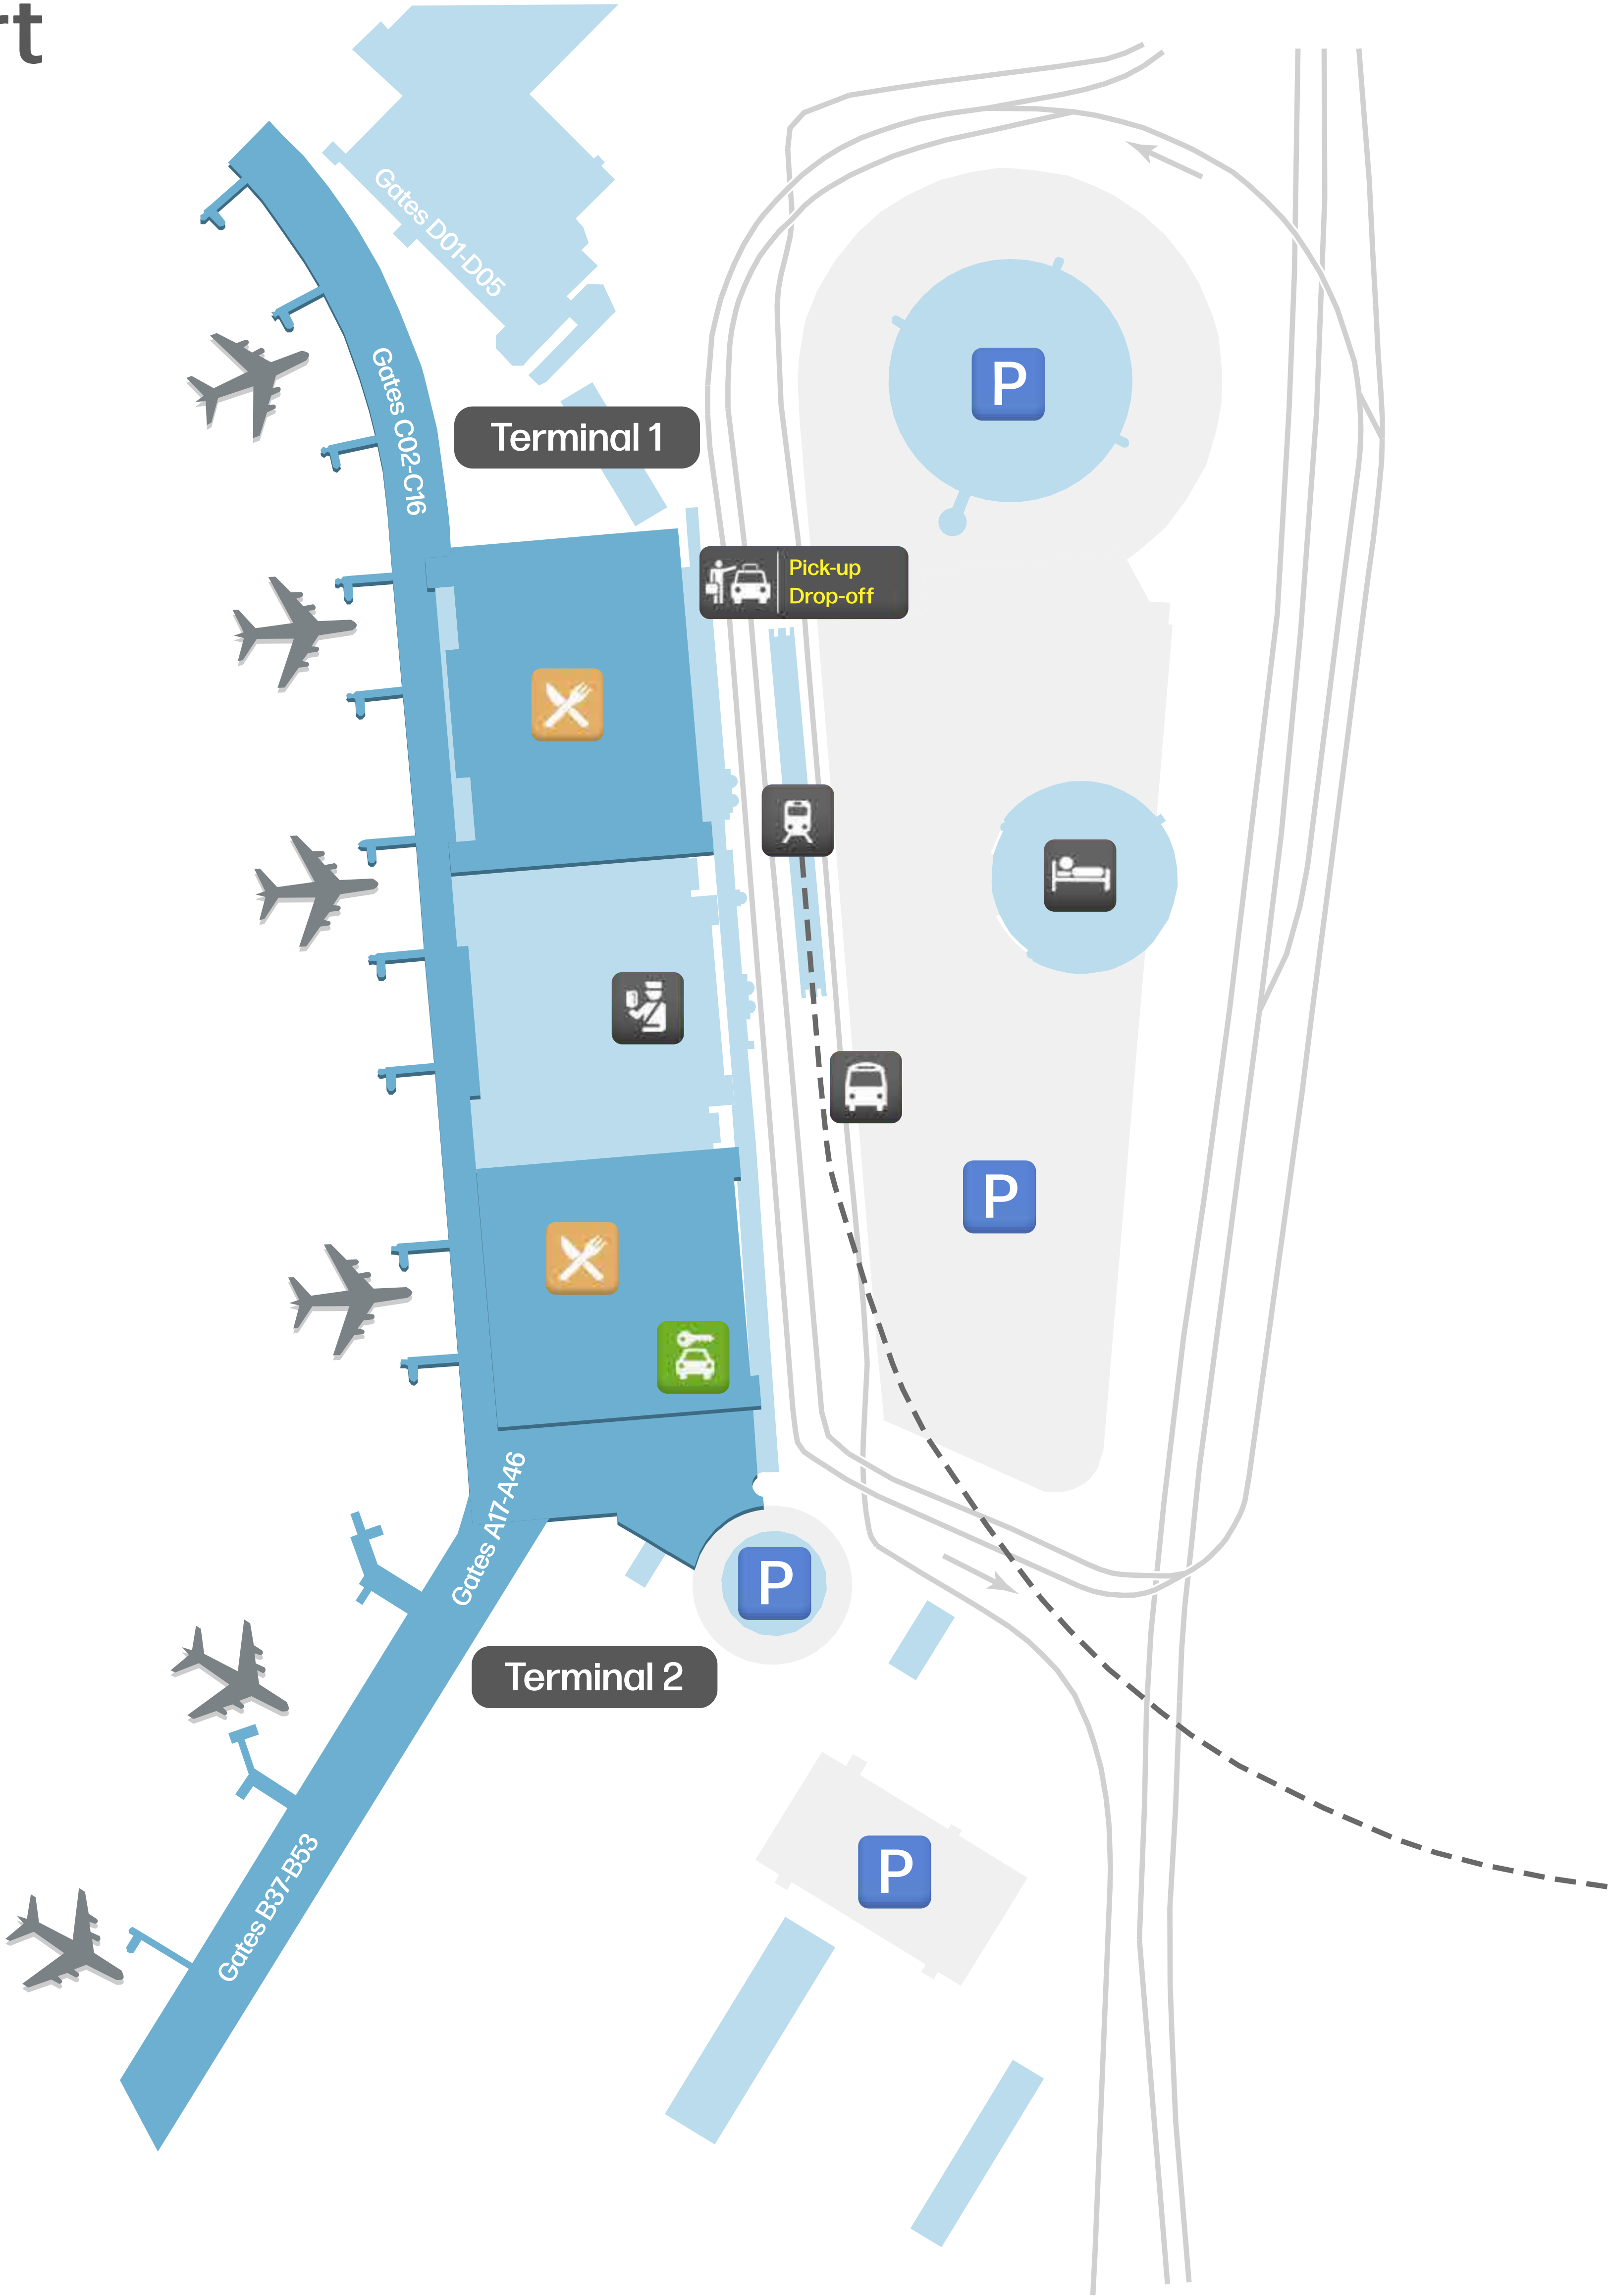 rt
Gates D01-D05
Gates C02-C16
Terminal 1
P
Pick-up
Drop-off
P
Gates A17-A46
P
Terminal 2
P
Gates B37-B53